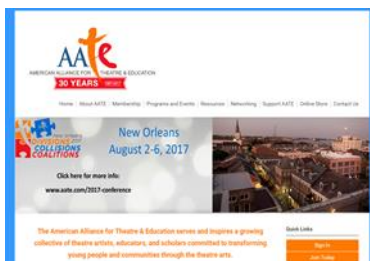 AATE
AMERICAN ALLIANCE FOR THEATRE & EDUCATION
30 YEARS
Home About AATE Membership Programs and Events Resources Networking Support AATE Online Store Contact Us
DIVISIONS
COLLISIONS
COALITIONS
New Orleans
August 2-6, 2017
Click here for more info:
www.aate.com/2017-conference
The American Alliance for Theatre & Education serves and inspires a growing
collective of theatre artists, educators, and scholars committed to transforming
young people and communities through the theatre arts.
Quick Links
Sign In
Join Today